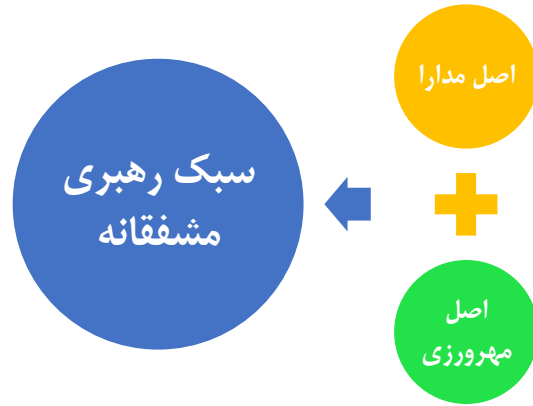 اصل مدارا
اصل
مهرورزی
سبک رهبری
مشفقانه